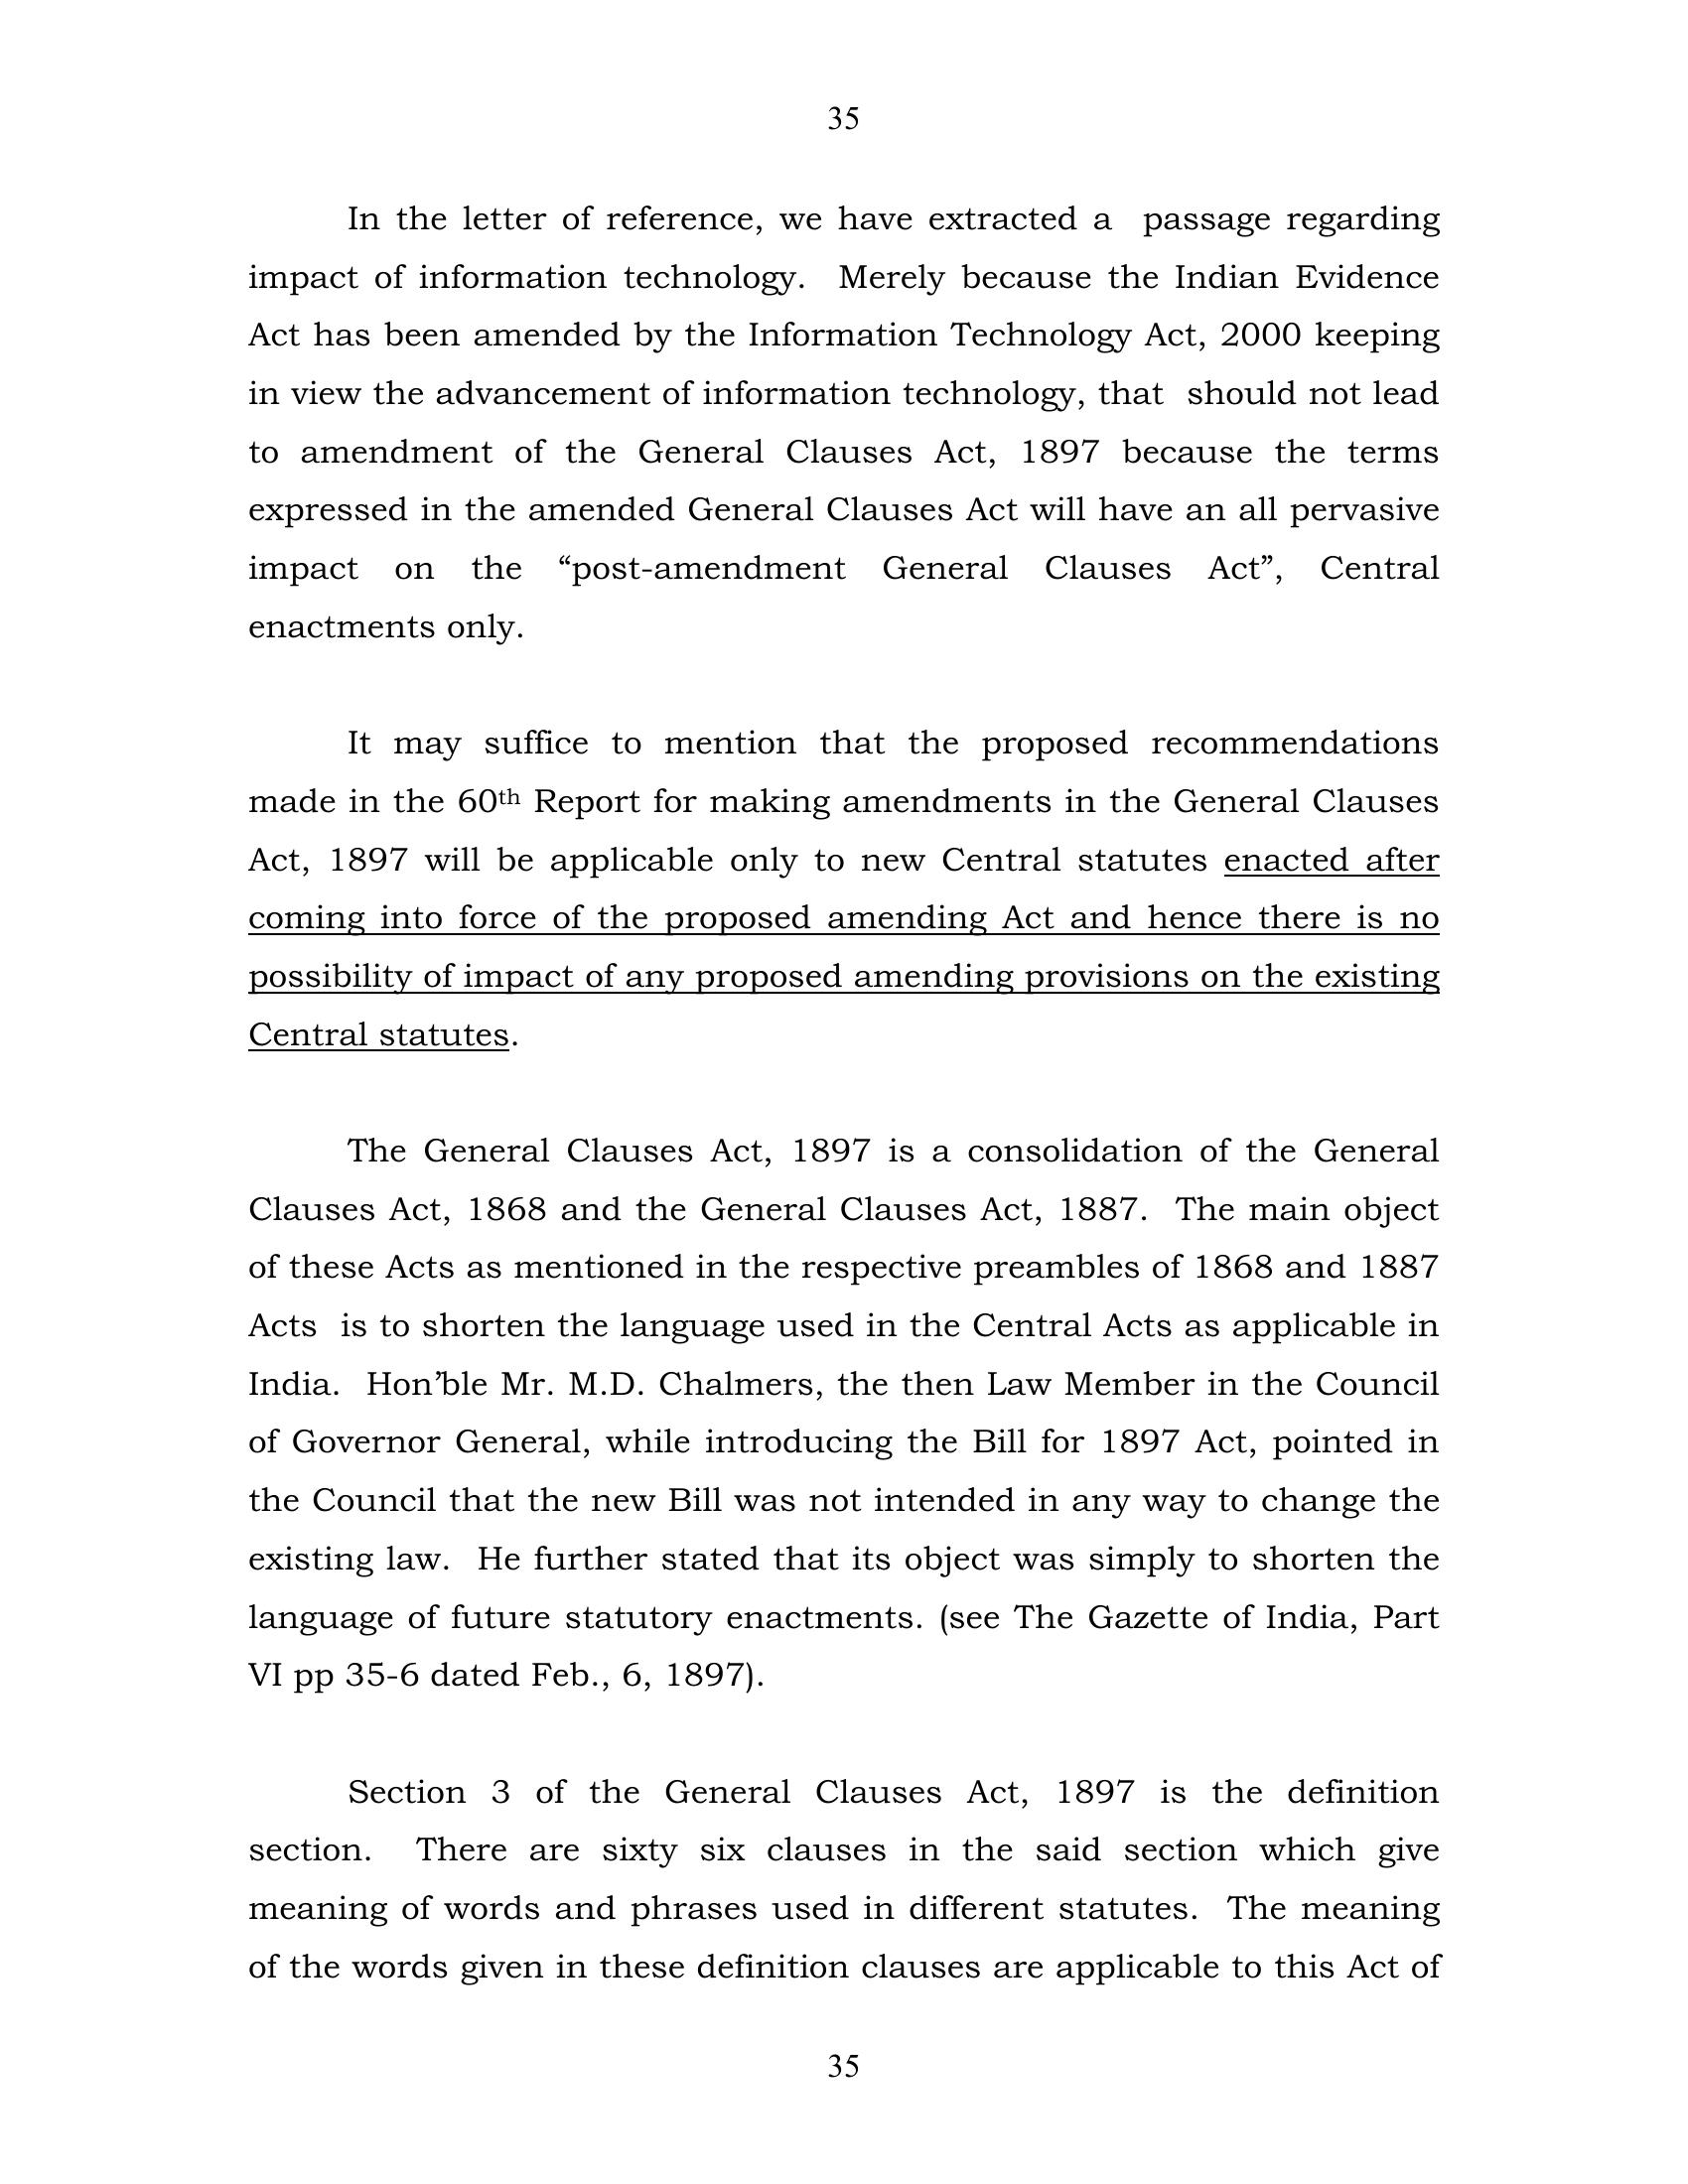 35
In the letter of reference, we have extracted a  passage regarding
impact of information technology.  Merely because the Indian Evidence
Act has been amended by the Information Technology Act, 2000 keeping
in view the advancement of information technology, that  should not lead
to amendment of the General Clauses Act, 1897 because the terms
expressed in the amended General Clauses Act will have an all pervasive
impact on the “post-amendment General Clauses Act”, Central
enactments only.
It may suffice to mention that the proposed recommendations
made in the 60th Report for making amendments in the General Clauses
Act, 1897 will be applicable only to new Central statutes enacted after
coming into force of the proposed amending Act and hence there is no
possibility of impact of any proposed amending provisions on the existing
Central statutes.
The General Clauses Act, 1897 is a consolidation of the General
Clauses Act, 1868 and the General Clauses Act, 1887.  The main object
of these Acts as mentioned in the respective preambles of 1868 and 1887
Acts  is to shorten the language used in the Central Acts as applicable in
India.  Hon’ble Mr. M.D. Chalmers, the then Law Member in the Council
of Governor General, while introducing the Bill for 1897 Act, pointed in
the Council that the new Bill was not intended in any way to change the
existing law.  He further stated that its object was simply to shorten the
language of future statutory enactments. (see The Gazette of India, Part
VI pp 35-6 dated Feb., 6, 1897).
Section 3 of the General Clauses Act, 1897 is the definition
section.  There are sixty six clauses in the said section which give
meaning of words and phrases used in different statutes.  The meaning
of the words given in these definition clauses are applicable to this Act of
35